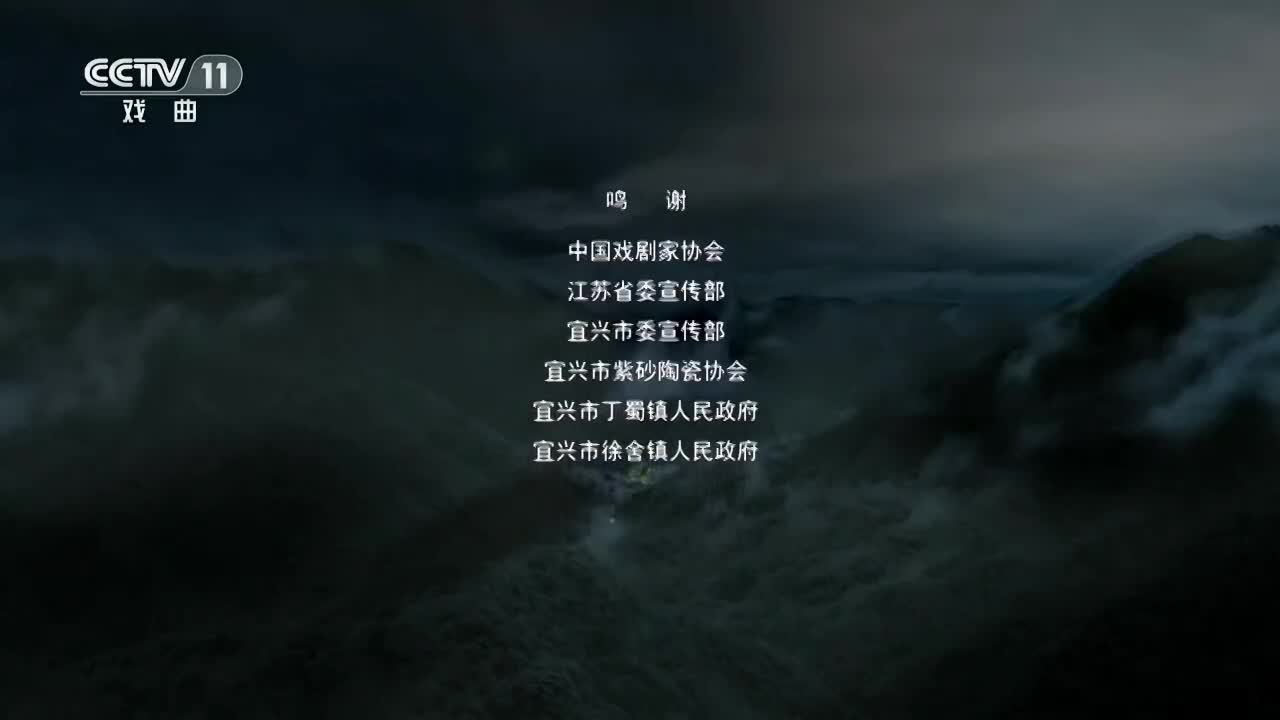 CCTV 11
戏曲
鸣 谢
中国戏剧家协会
江苏省委宣传部
宜兴市委宣传部
宜兴市紫砂陶瓷协会
宜兴市丁蜀镇人民政府
宜兴市徐舍镇人民政府